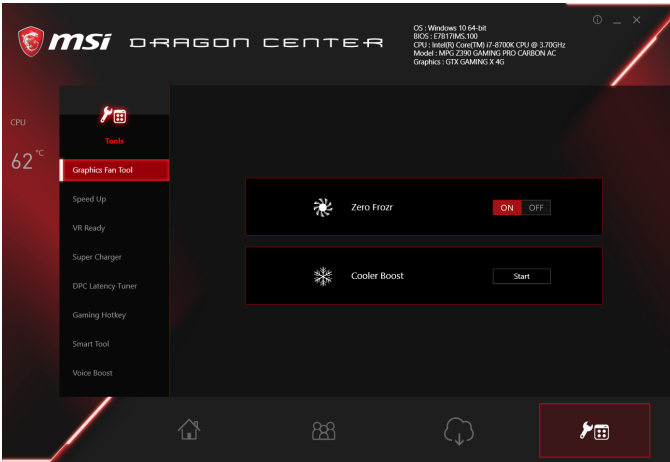 msi DRAGON CENTER
OS : Windows 10 64-bit
BIOS : E7B17IMS.100
CPU : Intel(R) Core(TM) i7-8700K CPU @ 3.70GHz
Model : MPG Z390 GAMING PRO CARBON AC
Graphics : GTX GAMING X 4G
CPU
62°C
Tools
Graphics Fan Tool
Speed Up
VR Ready
Super Charger
DPC Latency Tuner
Gaming Hotkey
Smart Tool
Voice Boost
Zero Frozr ON OFF
Cooler Boost Start